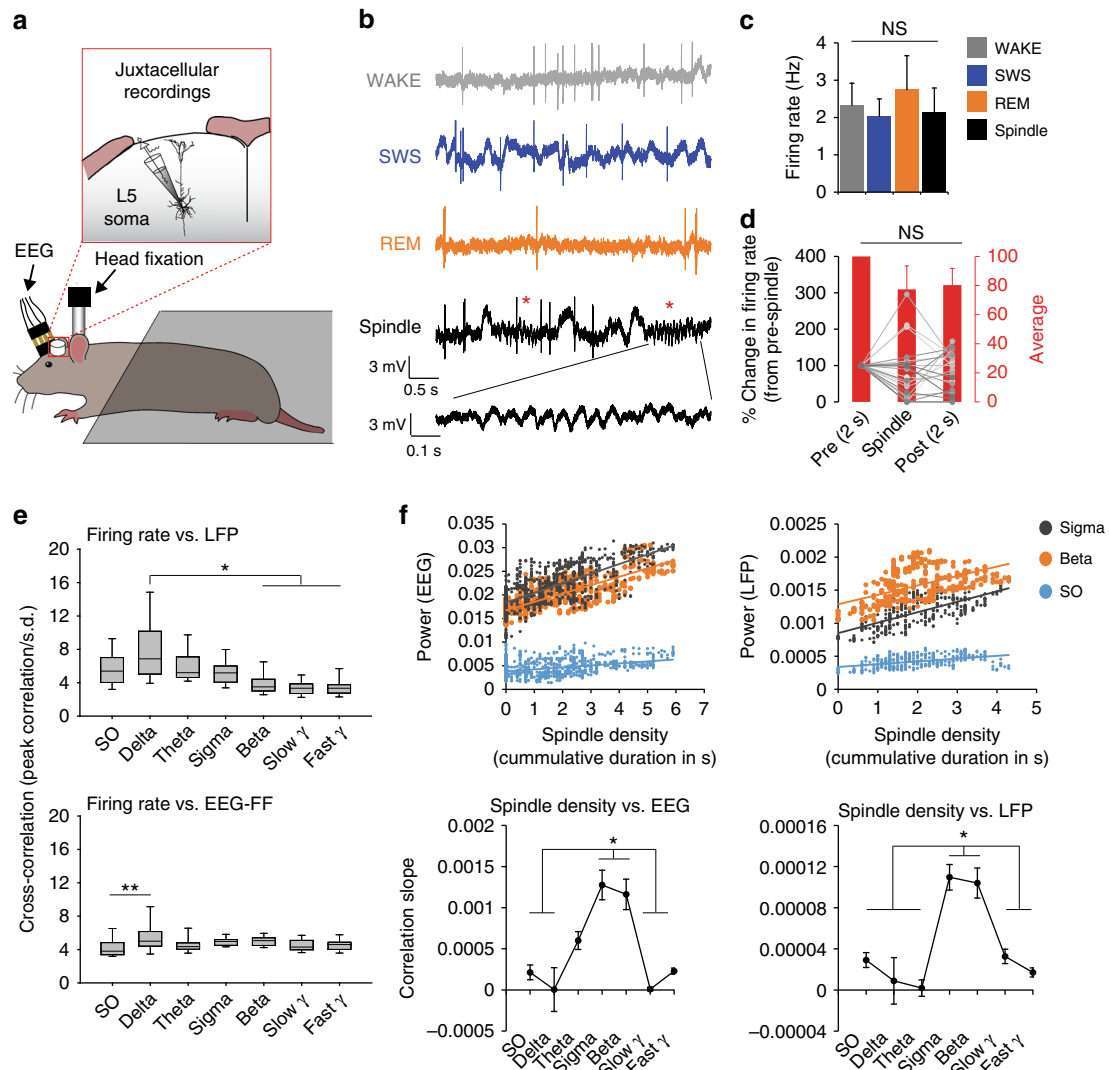 a
Juxtacellular
recordings
L5
soma
EEG
Head fixation
b
WAKE
SWS
REM
*
*
Spindle
3 mV
0.5 s
3 mV
0.1 s
c
NS
Firing rate (Hz)
4
3
2
1
0
WAKE
SWS
REM
Spindle
d
NS
% Change in firing rate
(from pre-spindle)
400
300
200
100
0
100
80
60
40
20
0
Average
Pre (2 s)
Spindle
Post (2 s)
e
Cross-correlation (peak correlation/s.d.)
Firing rate vs. LFP
20
16
12
8
4
0
*
SO
Delta
Theta
Sigma
Beta
Slow γ
Fast γ
Firing rate vs. EEG-FF
20
16
12
8
4
0
**
SO
Delta
Theta
Sigma
Beta
Slow γ
Fast γ
f
Power (EEG)
0.035
0.03
0.025
0.02
0.015
0.01
0.005
0
0 1 2 3 4 5 6 7
Spindle density
(cummulative duration in s)
Power (LFP)
0.0025
0.002
0.0015
0.001
0.0005
0
0 1 2 3 4 5
Spindle density
(cummulative duration in s)
Sigma
Beta
SO
Spindle density vs. EEG
Correlation slope
0.002
0.0015
0.001
0.0005
0
–0.0005
*
SO
Delta
Theta
Sigma
Beta
Slow γ
Fast γ
Spindle density vs. LFP
0.00016
0.00012
0.00008
0.00004
0
–0.00004
*
SO
Delta
Theta
Sigma
Beta
Slow γ
Fast γ